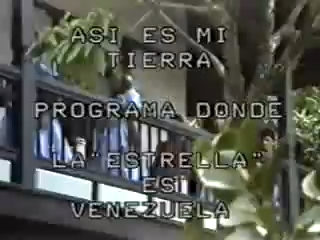 ASI ES MI
TIERRA
PROGRAMA DONDE
LA"ESTRELLA"
ES
VENEZUELA